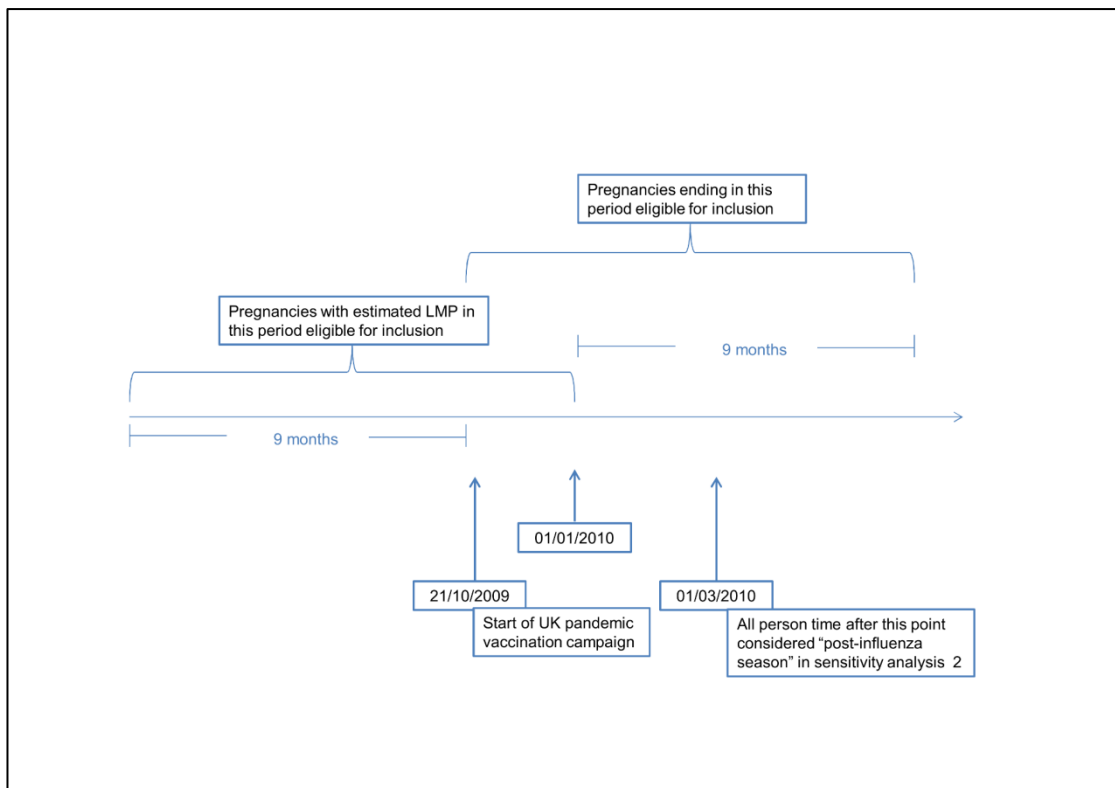 Pregnancies ending in this
period eligible for inclusion
Pregnancies with estimated LMP in
this period eligible for inclusion
9 months
9 months
01/01/2010
21/10/2009
01/03/2010
Start of UK pandemic
vaccination campaign
All person time after this point
considered “post-influenza
season” in sensitivity analysis 2